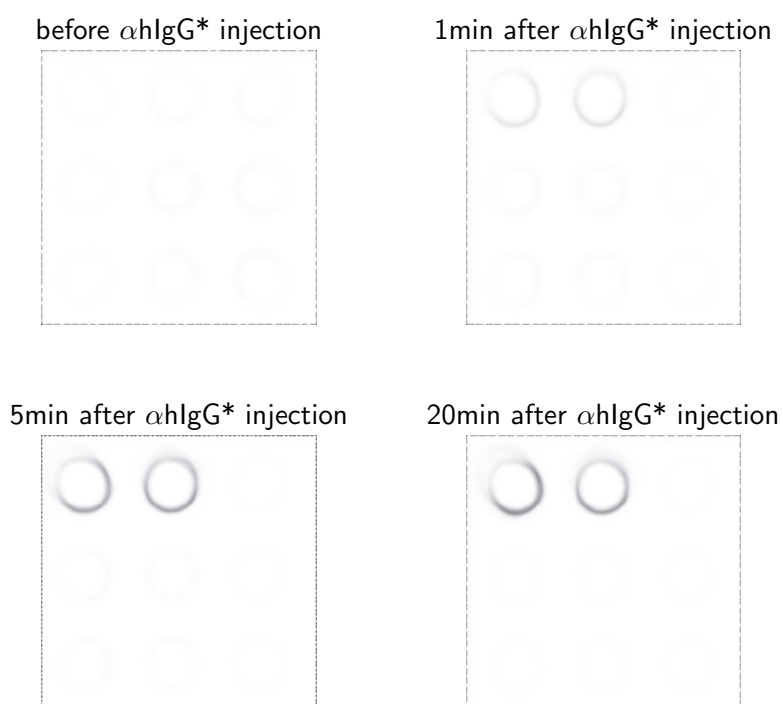 before αhIgG* injection
1min after αhIgG* injection
5min after αhIgG* injection
20min after αhIgG* injection